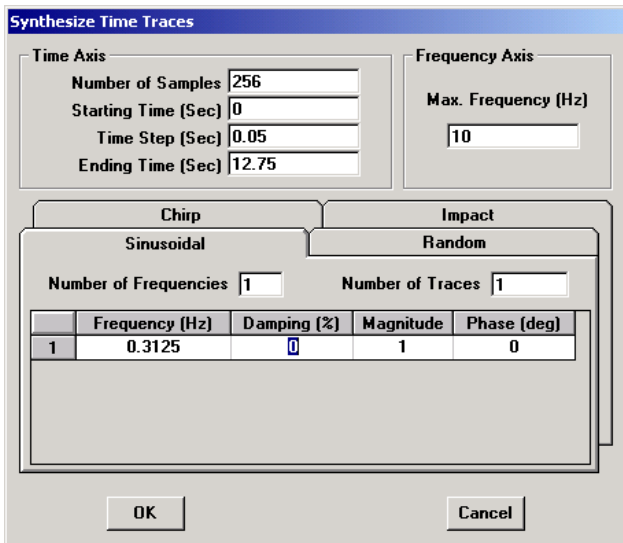 Synthesize Time Traces
Time Axis
Number of Samples 256
Starting Time (Sec) 0
Time Step (Sec) 0.05
Ending Time (Sec) 12.75
Frequency Axis
Max. Frequency (Hz)
10
Chirp Impact
Sinusoidal Random
Number of Frequencies 1 Number of Traces 1
Frequency (Hz) Damping (%) Magnitude Phase (deg)
1 0.3125 0 1 0
OK Cancel